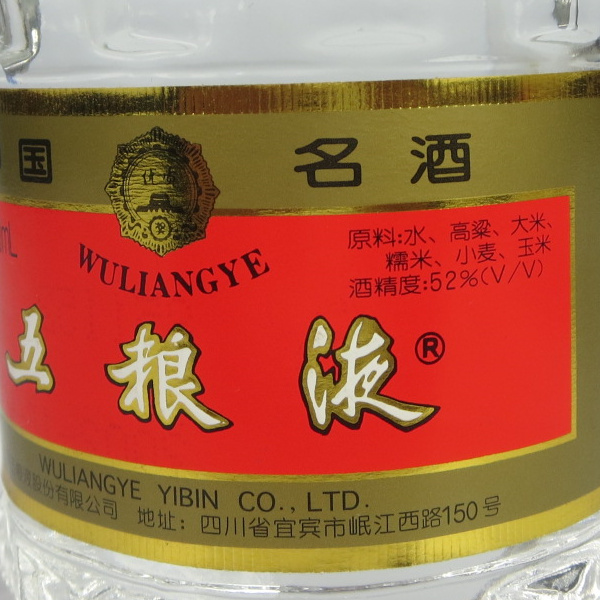 国 名酒
WULIANGYE
mL
原料:水、高粱、大米、
糯米、小麦、玉米
酒精度:52%(V/V)
五粮液®
WULIANGYE YIBIN CO., LTD.
股份有限公司 地址: 四川省宜宾市岷江西路150号